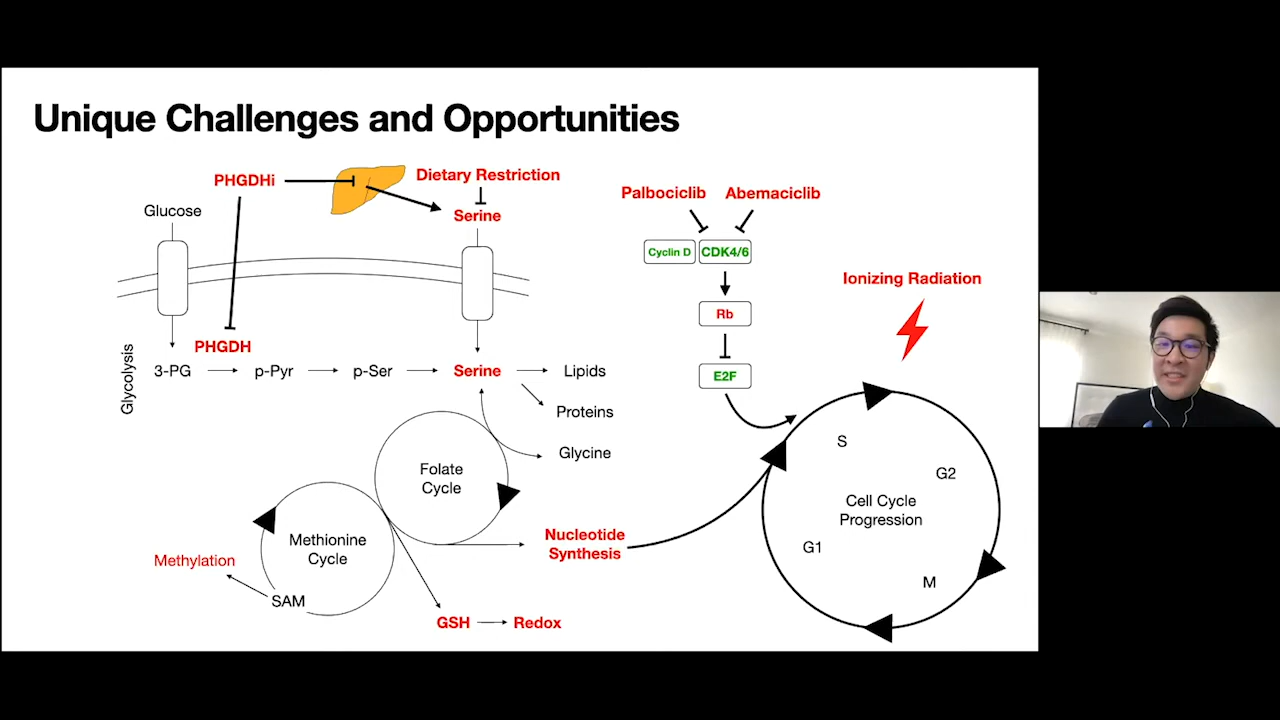 Unique Challenges and Opportunities
PHGDHi
Dietary Restriction
Glucose
Serine
PHGDH
Glycolysis
3-PG
p-Pyr
p-Ser
Serine
Lipids
Proteins
Glycine
Folate
Cycle
Methionine
Cycle
Methylation
SAM
GSH
Redox
Nucleotide
Synthesis
Palbociclib
Abemaciclib
Cyclin D
CDK4/6
Rb
E2F
Ionizing Radiation
S
G2
Cell Cycle
Progression
G1
M